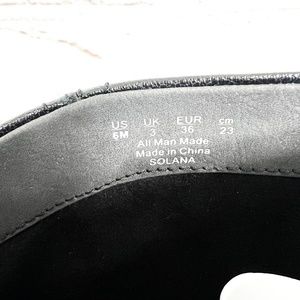 US UK EUR cm
6M 3 36 23
All Man Made
Made in China
SOLANA